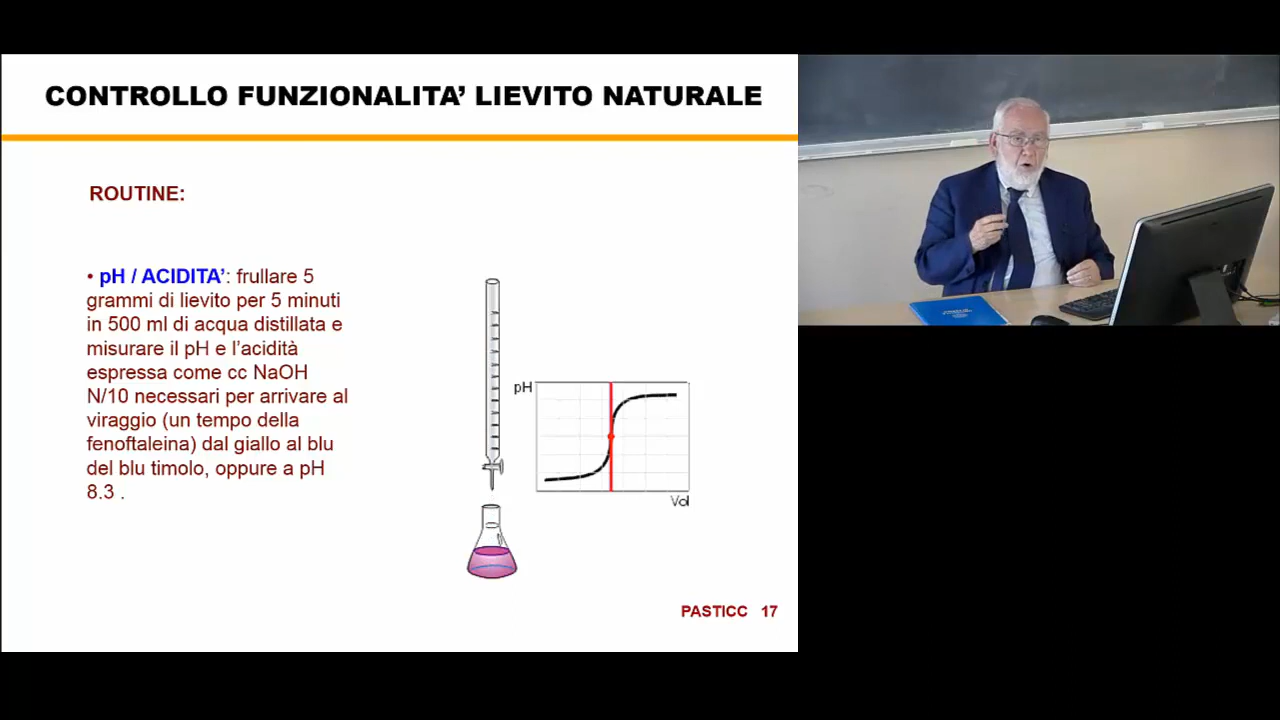 CONTROLLO FUNZIONALITA’ LIEVITO NATURALE
ROUTINE:
• pH / ACIDITA’: frullare 5
grammi di lievito per 5 minuti
in 500 ml di acqua distillata e
misurare il pH e l’acidità
espressa come cc NaOH
N/10 necessari per arrivare al
viraggio (un tempo della
fenoftaleina) dal giallo al blu
del blu timolo, oppure a pH
8.3 .
pH
Vol
PASTICC 17